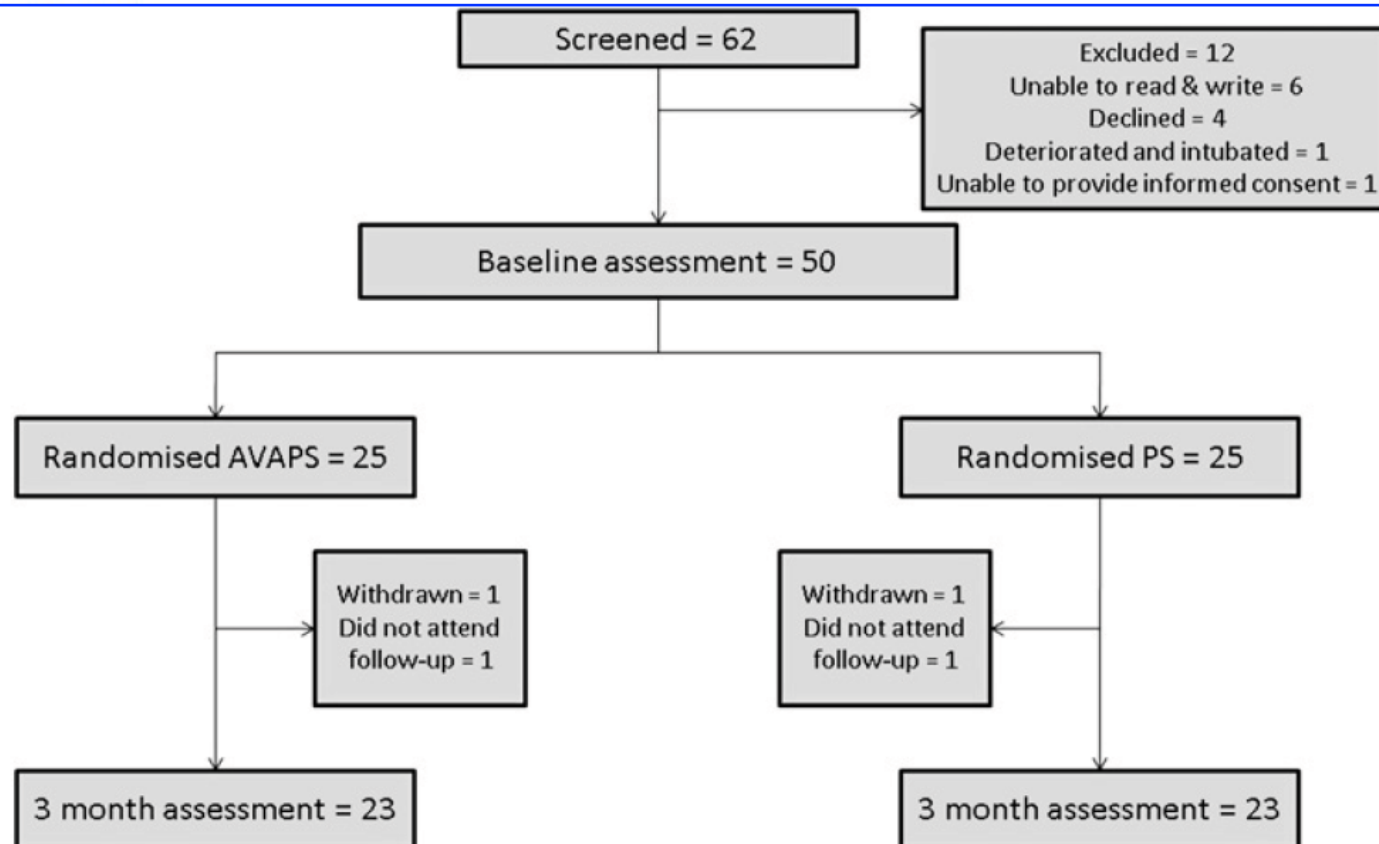 Screened = 62
Excluded = 12
Unable to read & write = 6
Declined = 4
Deteriorated and intubated = 1
Unable to provide informed consent = 1
Baseline assessment = 50
Randomised AVAPS = 25
Randomised PS = 25
Withdrawn = 1
Did not attend
follow-up = 1
Withdrawn = 1
Did not attend
follow-up = 1
3 month assessment = 23
3 month assessment = 23